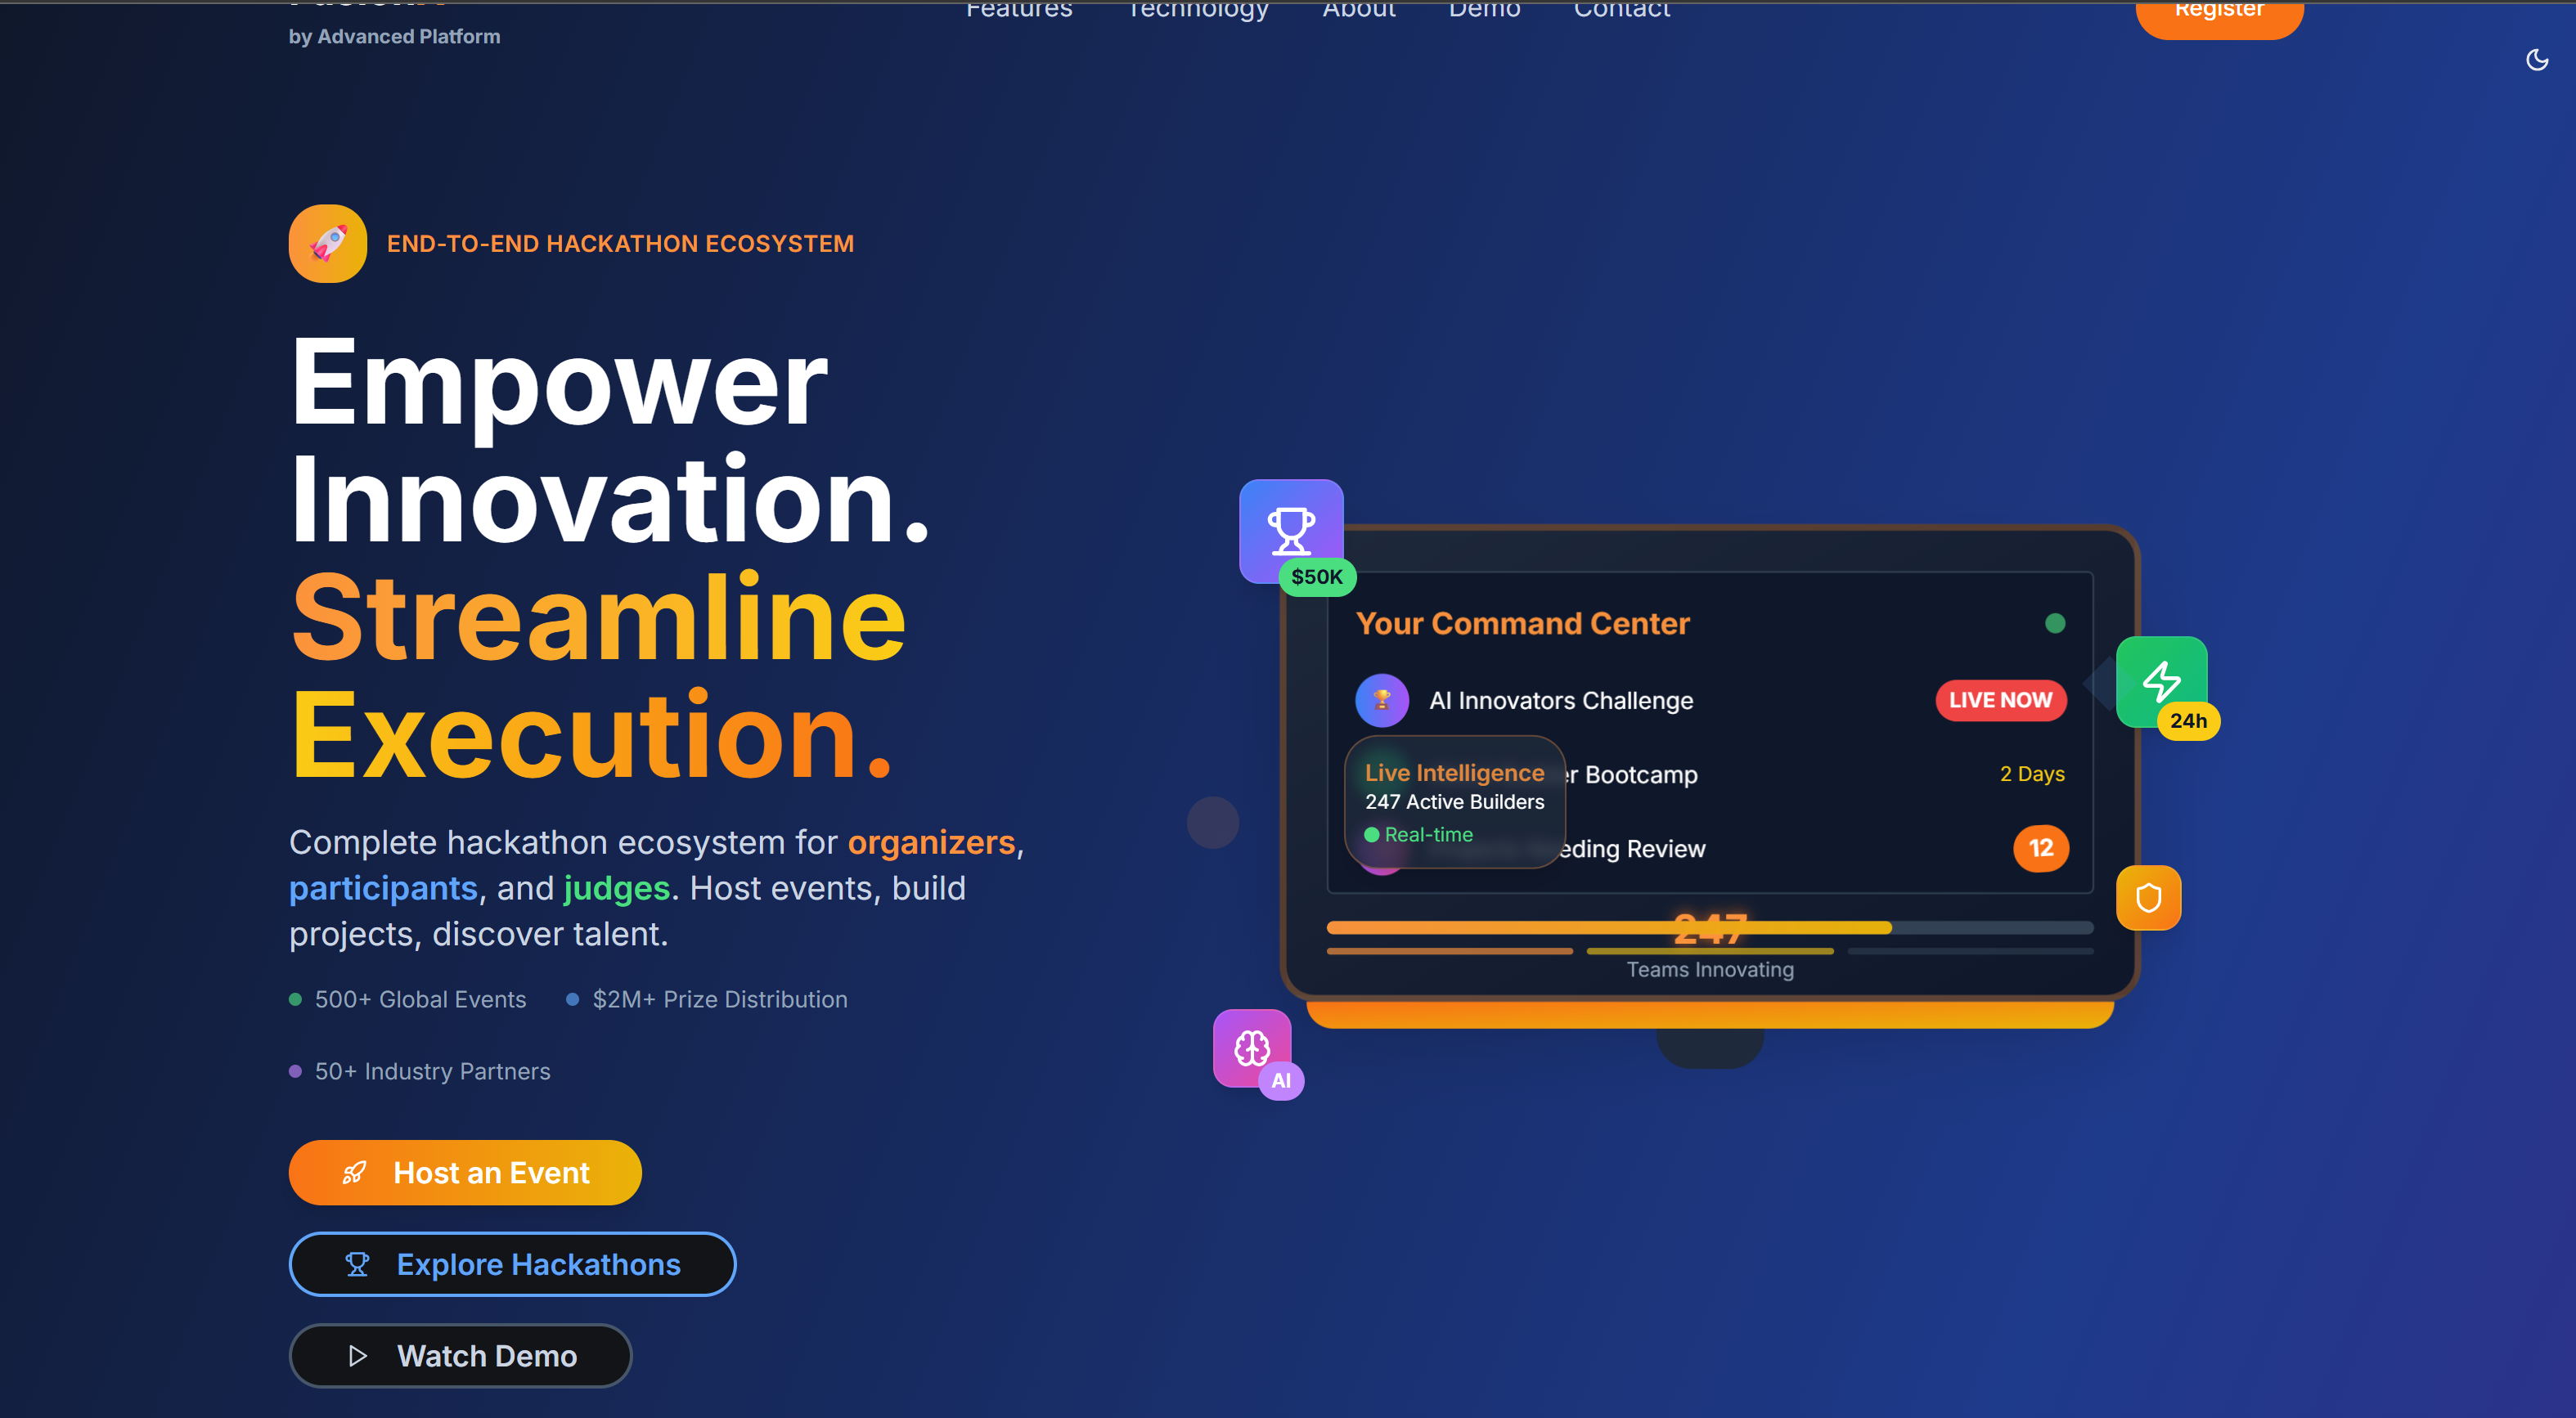 Features Technology About Demo Contact
Register
by Advanced Platform
END-TO-END HACKATHON ECOSYSTEM
Empower
Innovation.
Streamline
Execution.
Complete hackathon ecosystem for organizers,
participants, and judges. Host events, build
projects, discover talent.
500+ Global Events
$2M+ Prize Distribution
50+ Industry Partners
Host an Event
Explore Hackathons
Watch Demo
$50K
Your Command Center
AI Innovators Challenge
LIVE NOW
24h
Live Intelligence
247 Active Builders
Real-time
er Bootcamp
2 Days
eding Review
12
247
Teams Innovating
AI